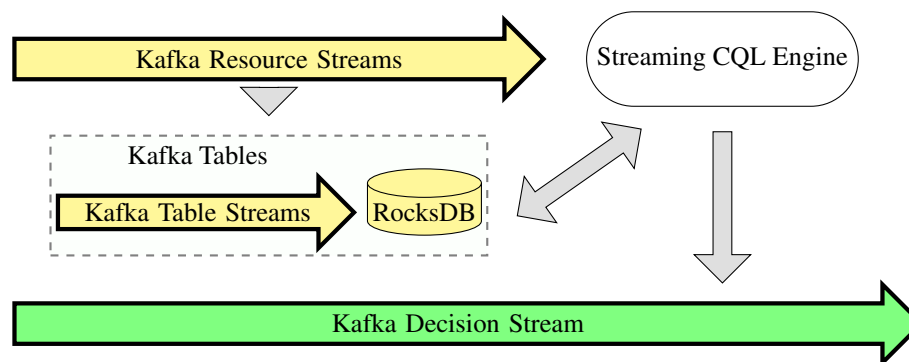 Kafka Resource Streams
Streaming CQL Engine
Kafka Tables
Kafka Table Streams
RocksDB
Kafka Decision Stream